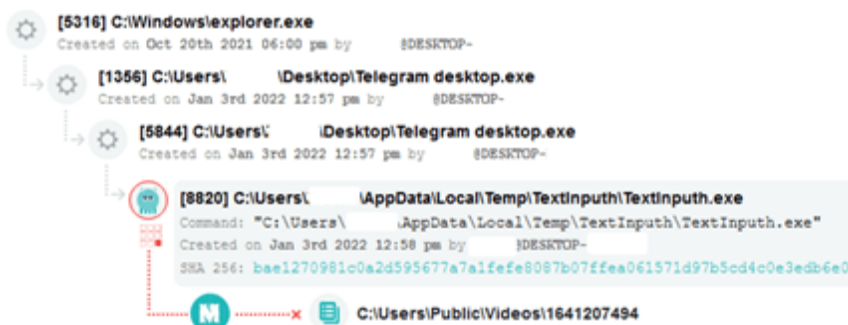 [5316] C:\Windows\explorer.exe
Created on Oct 20th 2021 06:00 pm by @DESKTOP-
[1356] C:\Users\ \Desktop\Telegram desktop.exe
Created on Jan 3rd 2022 12:57 pm by @DESKTOP-
[5844] C:\Users\ \Desktop\Telegram desktop.exe
Created on Jan 3rd 2022 12:57 pm by @DESKTOP-
[8820] C:\Users\ \AppData\Local\Temp\TextInputh\TextInputh.exe
Command: "C:\Users\ \AppData\Local\Temp\TextInputh\TextInputh.exe"
Created on Jan 3rd 2022 12:58 pm by @DESKTOP-
SHA 256: bae1270981c0a2d595677a7a1fefe8087b07ffea061571d97b5cd4c0e3edb6e0
M
C:\Users\Public\Videos\1641207494